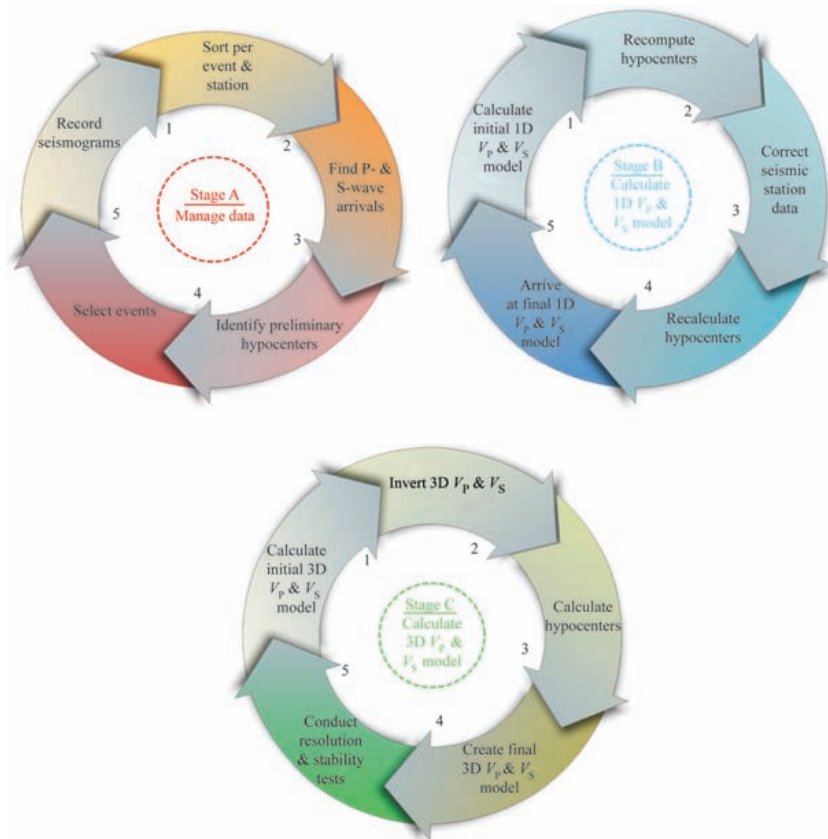 Sort per
event &
station
Record
seismograms
1
2
Find P- &
S-wave
arrivals
Stage A
Manage data
5
3
4
Select events
Identify preliminary
hypocenters
Recompute
hypocenters
Calculate
initial 1D
VP & VS
model
1
2
Correct
seismic
station
data
Stage B
Calculate
1D VP &
VS model
5
3
4
Arrive
at final 1D
VP & VS
model
Recalculate
hypocenters
Invert 3D VP & VS
Calculate
initial 3D
VP & VS
model
1
2
Calculate
hypocenters
Stage C
Calculate
3D VP &
VS model
5
3
4
Conduct
resolution
& stability
tests
Create final
3D VP & VS
model